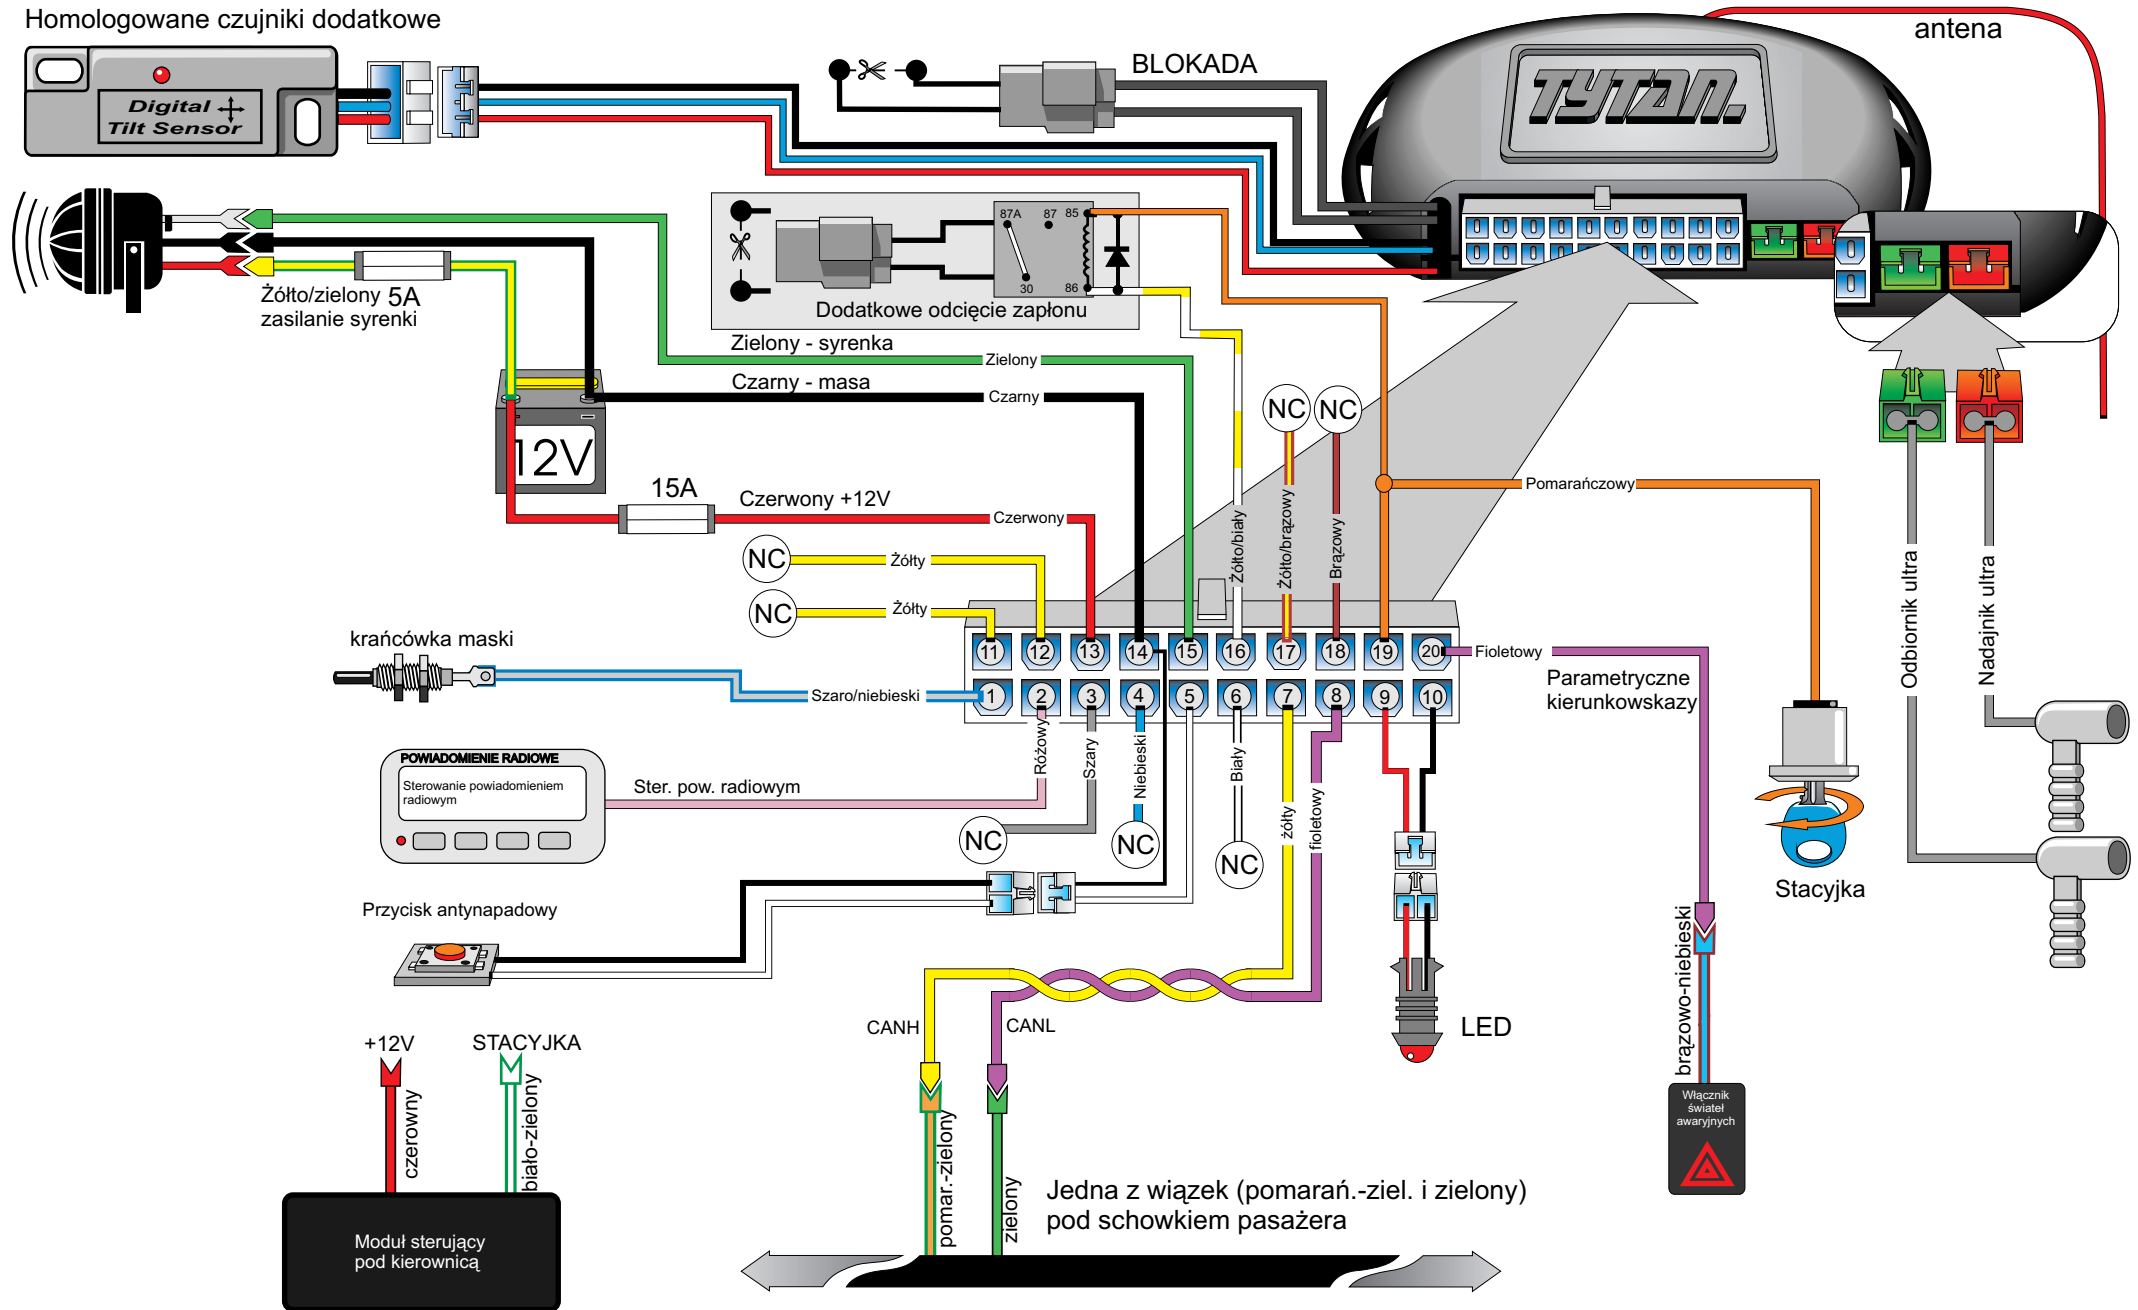 Homologowane czujniki dodatkowe
Digital
Tilt Sensor
BLOKADA
TYTAN.
antena
Żółto/zielony 5A
zasilanie syrenki
87A
87
85
30
86
Dodatkowe odcięcie zapłonu
Zielony - syrenka
Zielony
Czarny - masa
Czarny
12V
15A
Czerwony +12V
Czerwony
NC
Żółty
NC
Żółty
NC
NC
Żółto/biały
Żółto/brązowy
Brązowy
Pomarańczowy
Odbiornik ultra
Nadajnik ultra
krańcówka maski
Szaro/niebieski
11
12
13
14
15
16
17
18
19
20
1
2
3
4
5
6
7
8
9
10
Fioletowy
Parametryczne
kierunkowskazy
POWIADOMIENIE RADIOWE
Sterowanie powiadomieniem
radiowym
Ster. pow. radiowym
Różowy
Szary
Niebieski
Biały
żółty
fioletowy
NC
NC
NC
Stacyjka
Przycisk antynapadowy
CANH
CANL
LED
brązowo-niebieski
Włącznik
świateł
awaryjnych
+12V
STACYJKA
czerowny
biało-zielony
pomar.-zielony
zielony
Moduł sterujący
pod kierownicą
Jedna z wiązek (pomarań.-ziel. i zielony)
pod schowkiem pasażera